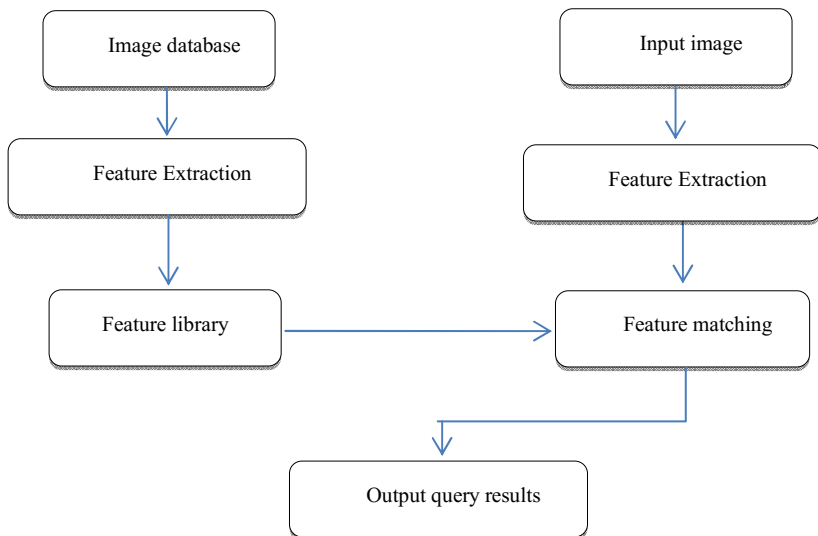 Image database
Input image
Feature Extraction
Feature Extraction
Feature library
Feature matching
Output query results